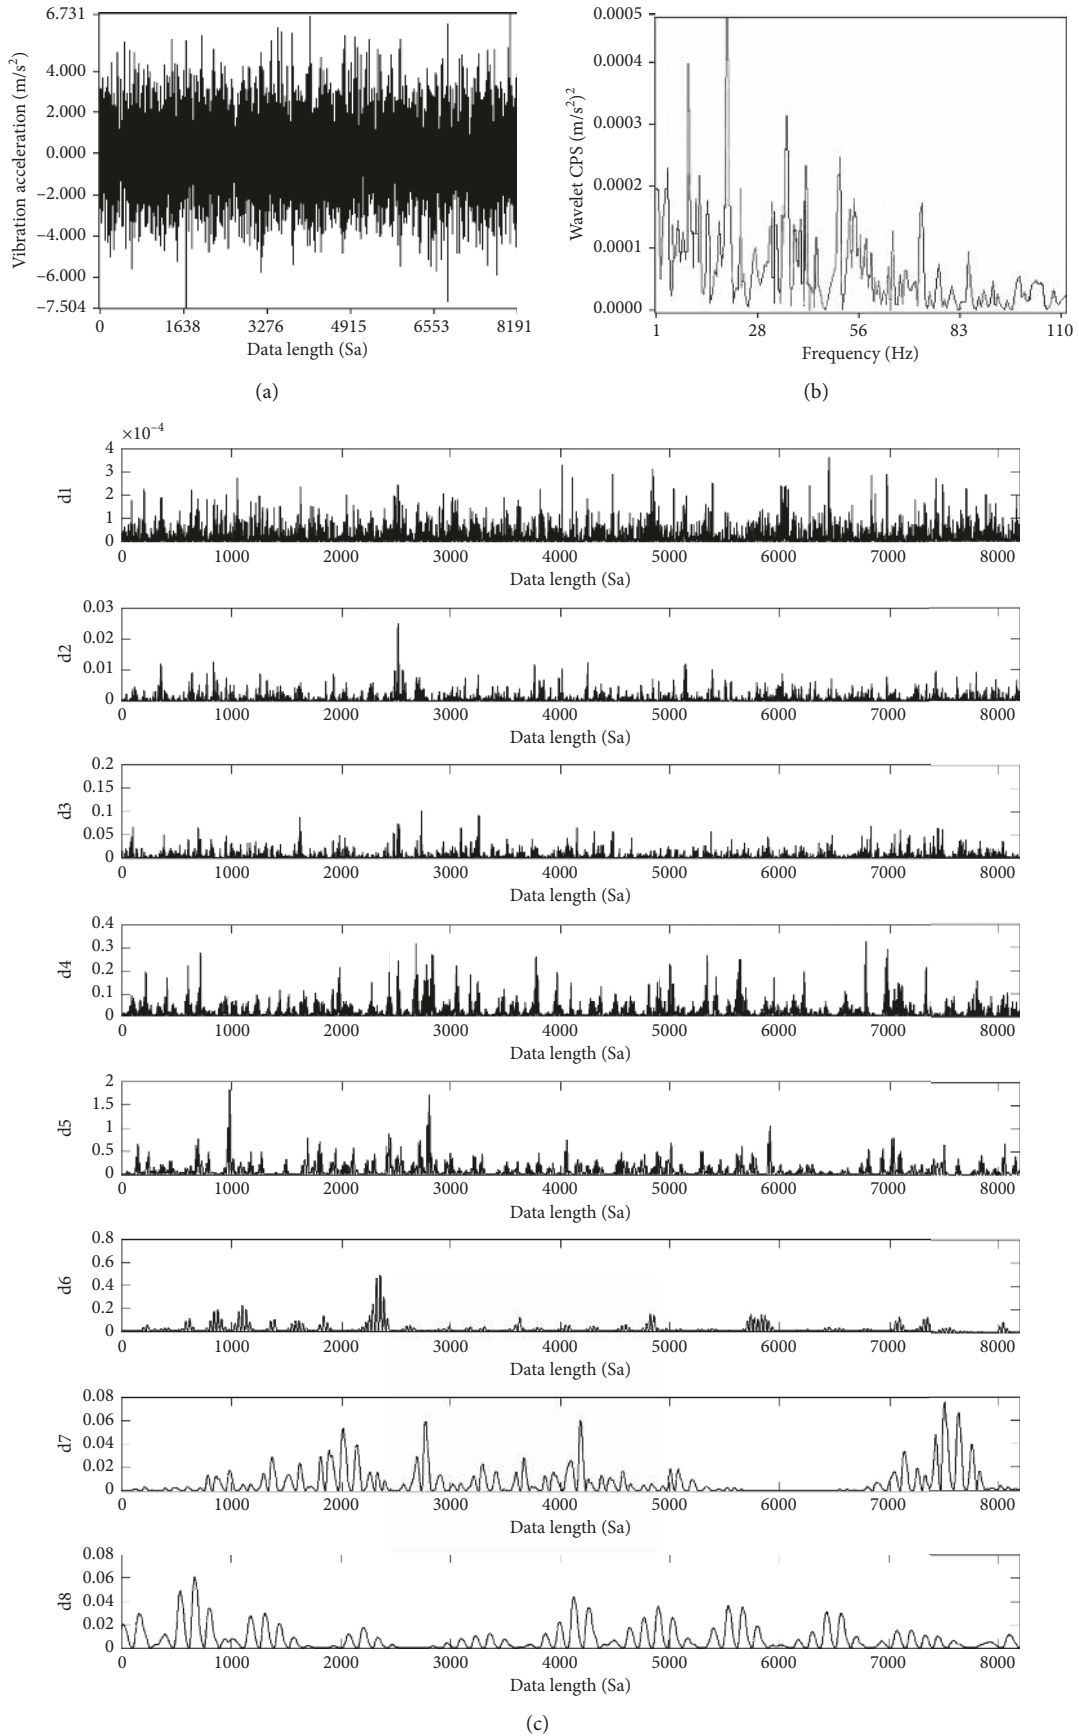 6.731
4.000
2.000
0.000
−2.000
−4.000
−6.000
−7.504
Vibration acceleration (m/s²)
0 1638 3276 4915 6553 8191
Data length (Sa)
(a)
0.0005
0.0004
0.0003
0.0002
0.0001
0.0000
Wavelet CPS (m/s²)²
1 28 56 83 110
Frequency (Hz)
(b)
×10⁻⁴
4
3
2
1
0
d1
0 1000 2000 3000 4000 5000 6000 7000 8000
Data length (Sa)
0.03
0.02
0.01
0
d2
0 1000 2000 3000 4000 5000 6000 7000 8000
Data length (Sa)
0.2
0.15
0.1
0.05
0
d3
0 1000 2000 3000 4000 5000 6000 7000 8000
Data length (Sa)
0.4
0.3
0.2
0.1
0
d4
0 1000 2000 3000 4000 5000 6000 7000 8000
Data length (Sa)
2
1.5
1
0.5
0
d5
0 1000 2000 3000 4000 5000 6000 7000 8000
Data length (Sa)
0.8
0.6
0.4
0.2
0
d6
0 1000 2000 3000 4000 5000 6000 7000 8000
Data length (Sa)
0.08
0.06
0.04
0.02
0
d7
0 1000 2000 3000 4000 5000 6000 7000 8000
Data length (Sa)
0.08
0.06
0.04
0.02
0
d8
0 1000 2000 3000 4000 5000 6000 7000 8000
Data length (Sa)
(c)